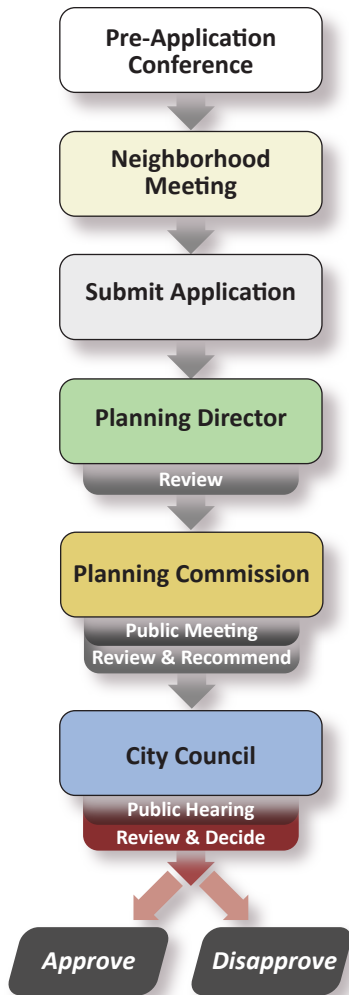 Pre-Application
Conference
Neighborhood
Meeting
Submit Application
Planning Director
Review
Planning Commission
Public Meeting
Review & Recommend
City Council
Public Hearing
Review & Decide
Approve
Disapprove